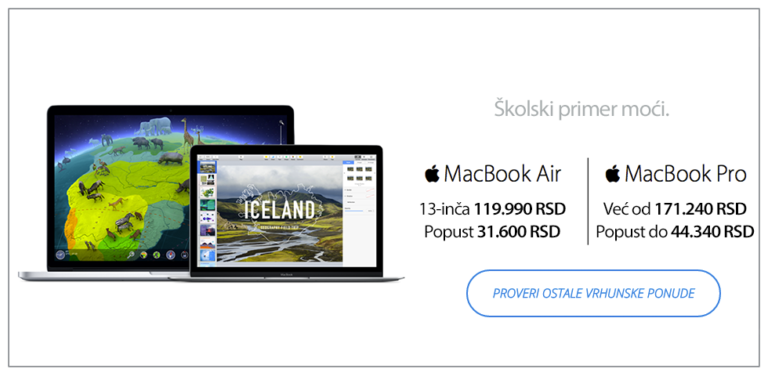 Školski primer moći.
MacBook Air
13-inča 119.990 RSD
Popust 31.600 RSD
MacBook Pro
Već od 171.240 RSD
Popust do 44.340 RSD
PROVERI OSTALE VRHUNSKE PONUDE
ICELAND